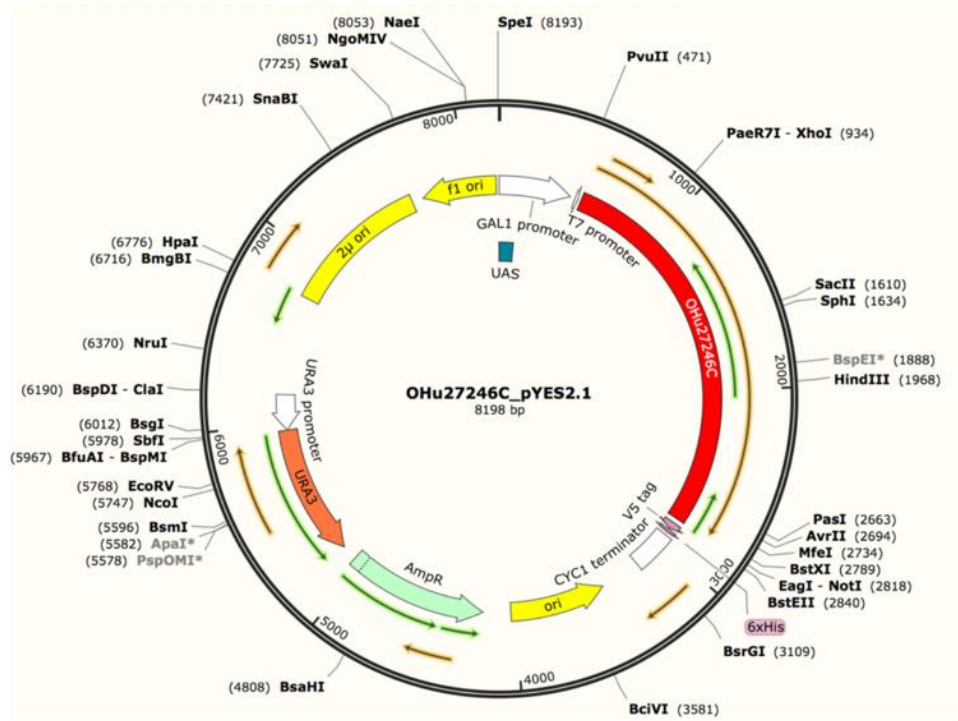 (8053) NaeI
(8051) NgoMIV
(7725) SwaI
(7421) SnaBI
SpeI (8193)
PvuII (471)
PaeR7I - XhoI (934)
8000
1000
f1 ori
GAL1 promoter
T7 promoter
UAS
2µ ori
7000
(6776) HpaI
(6716) BmgBI
(6370) NruI
(6190) BspDI - ClaI
(6012) BsgI
(5978) SbfI
(5967) BfuAI - BspMI
(5768) EcoRV
(5747) NcoI
(5596) BsmI
(5582) ApaI*
(5578) PspOMI*
6000
URA3 promoter
URA3
OHu27246C_pYES2.1
8198 bp
OHu27246C
SacII (1610)
SphI (1634)
BspEI* (1888)
HindIII (1968)
2000
V5 tag
CYC1 terminator
PasI (2663)
AvrII (2694)
MfeI (2734)
BstXI (2789)
EagI - NotI (2818)
BstEII (2840)
3000
6xHis
BsrGI (3109)
AmpR
ori
5000
4000
(4808) BsaHI
BciVI (3581)